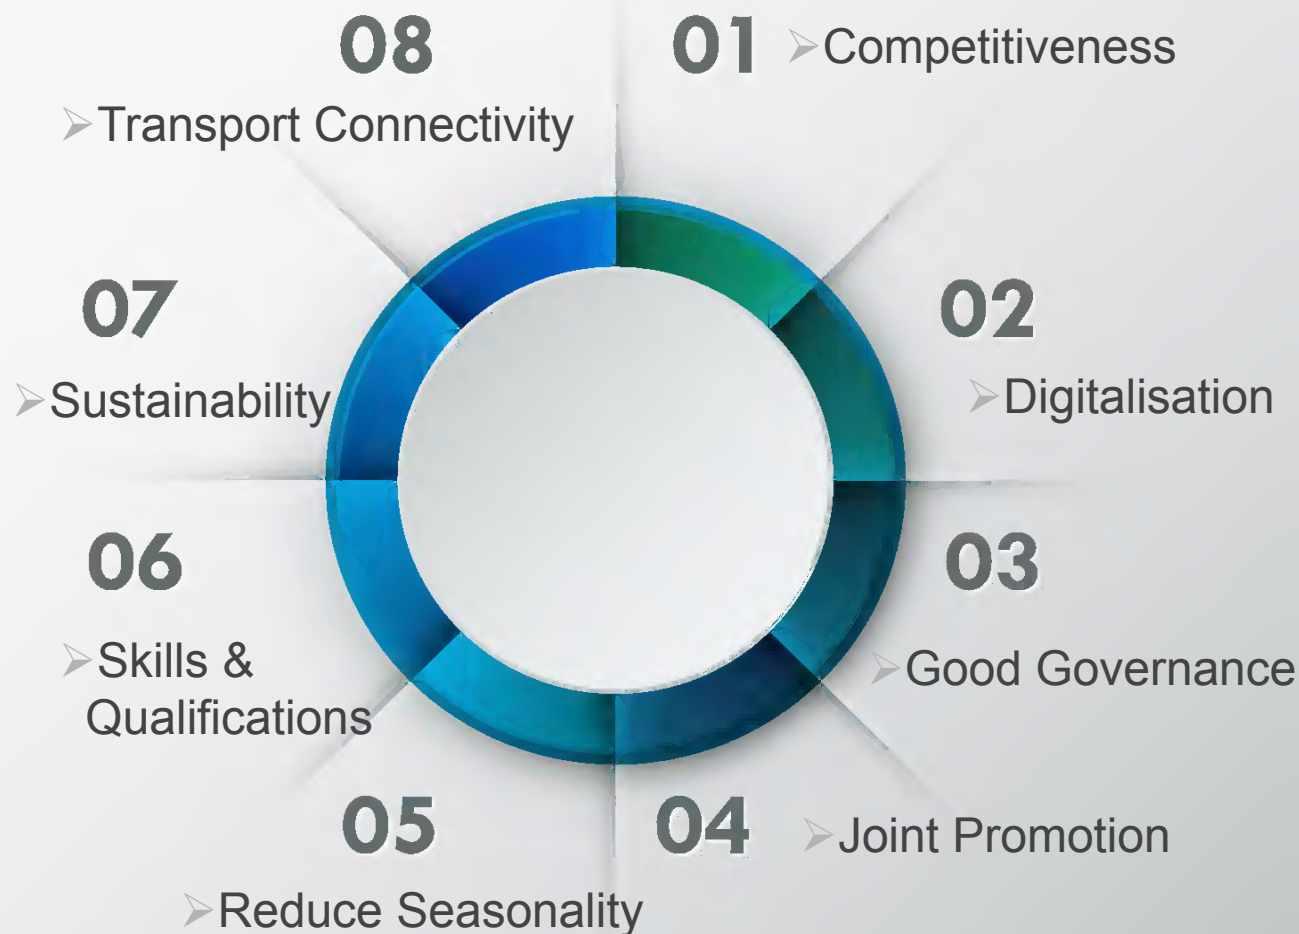 01
➢Competitiveness
02
➢Digitalisation
03
➢Good Governance
04
➢Joint Promotion
05
➢Reduce Seasonality
06
➢Skills &
Qualifications
07
➢Sustainability
08
➢Transport Connectivity